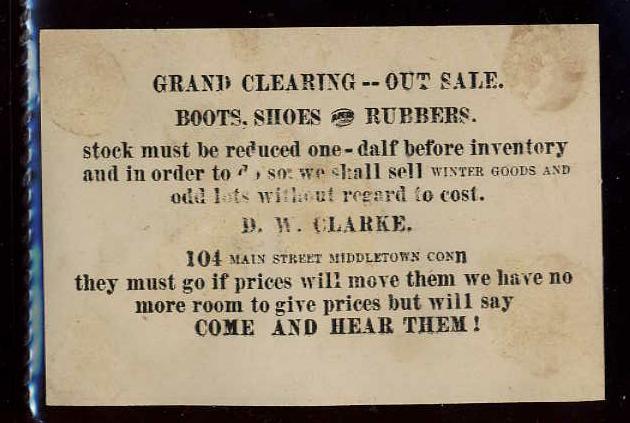 GRAND CLEARING -- OUT SALE.
BOOTS, SHOES AND RUBBERS.
stock must be reduced one-dalf before inventory
and in order to do so: we shall sell WINTER GOODS AND
odd lots without regard to cost.
D. W. CLARKE.
104 MAIN STREET MIDDLETOWN CONn
they must go if prices will move them we have no
more room to give prices but will say
COME AND HEAR THEM!